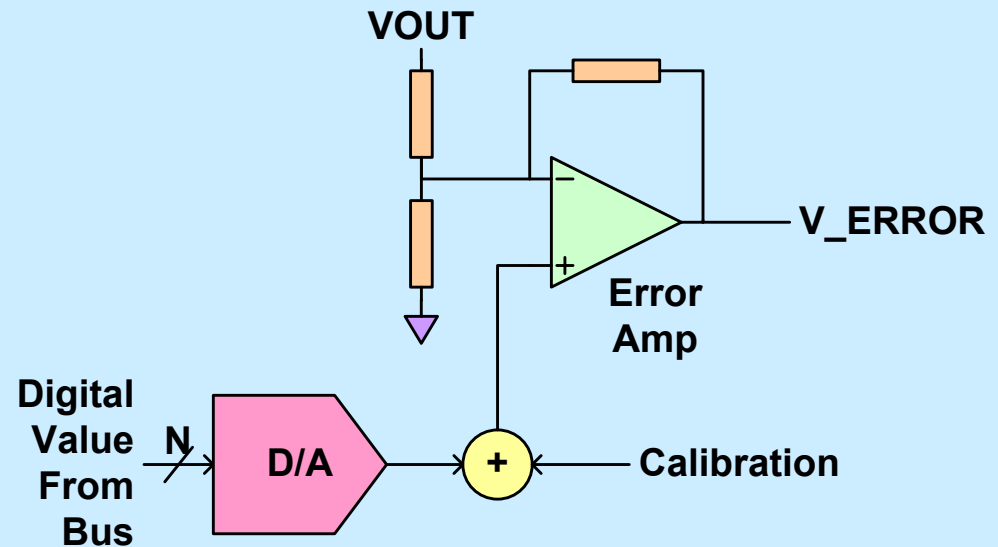 VOUT
−
+
V_ERROR
Error
Amp
Digital
Value
From
Bus
N
D/A
+
Calibration